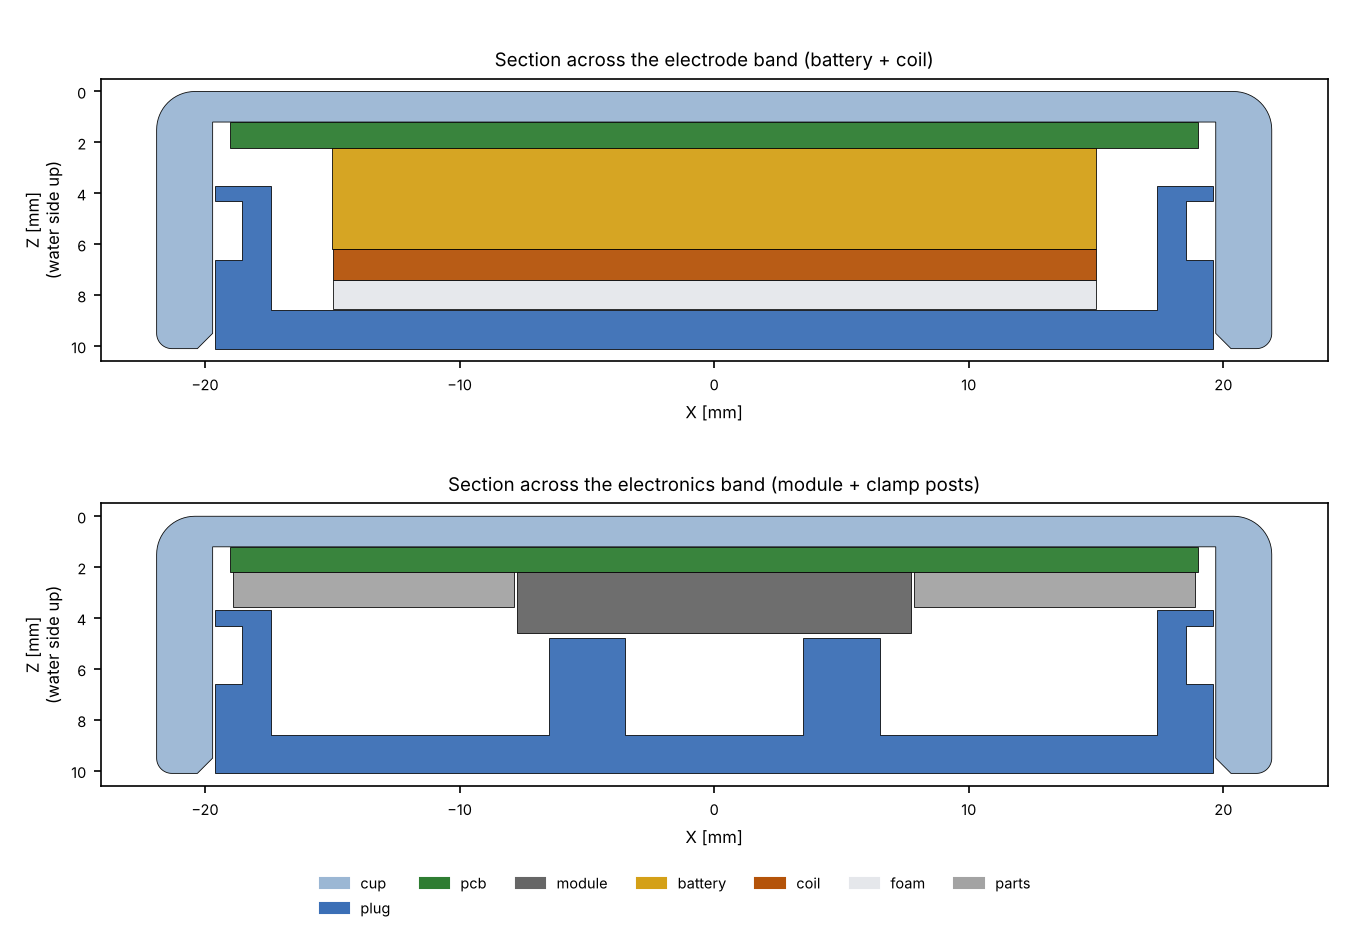 Section across the electrode band (battery + coil)
0
2
4
6
8
10
Z [mm]
(water side up)
−20
−10
0
10
20
X [mm]
Section across the electronics band (module + clamp posts)
0
2
4
6
8
10
Z [mm]
(water side up)
−20
−10
0
10
20
X [mm]
cup pcb module battery coil foam parts
plug